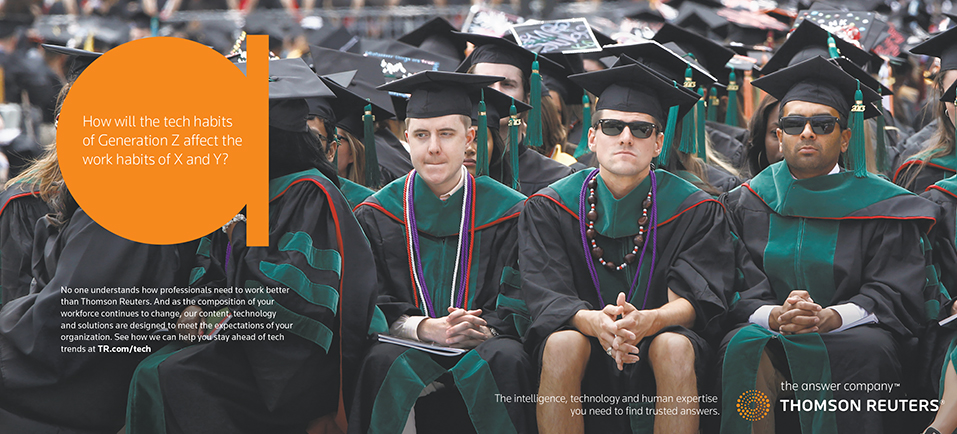 How will the tech habits
of Generation Z affect the
work habits of X and Y?
No one understands how professionals need to work better
than Thomson Reuters. And as the composition of your
workforce continues to change, our content, technology
and solutions are designed to meet the expectations of your
organization. See how we can help you stay ahead of tech
trends at TR.com/tech
The intelligence, technology and human expertise
you need to find trusted answers.
the answer company™
THOMSON REUTERS®